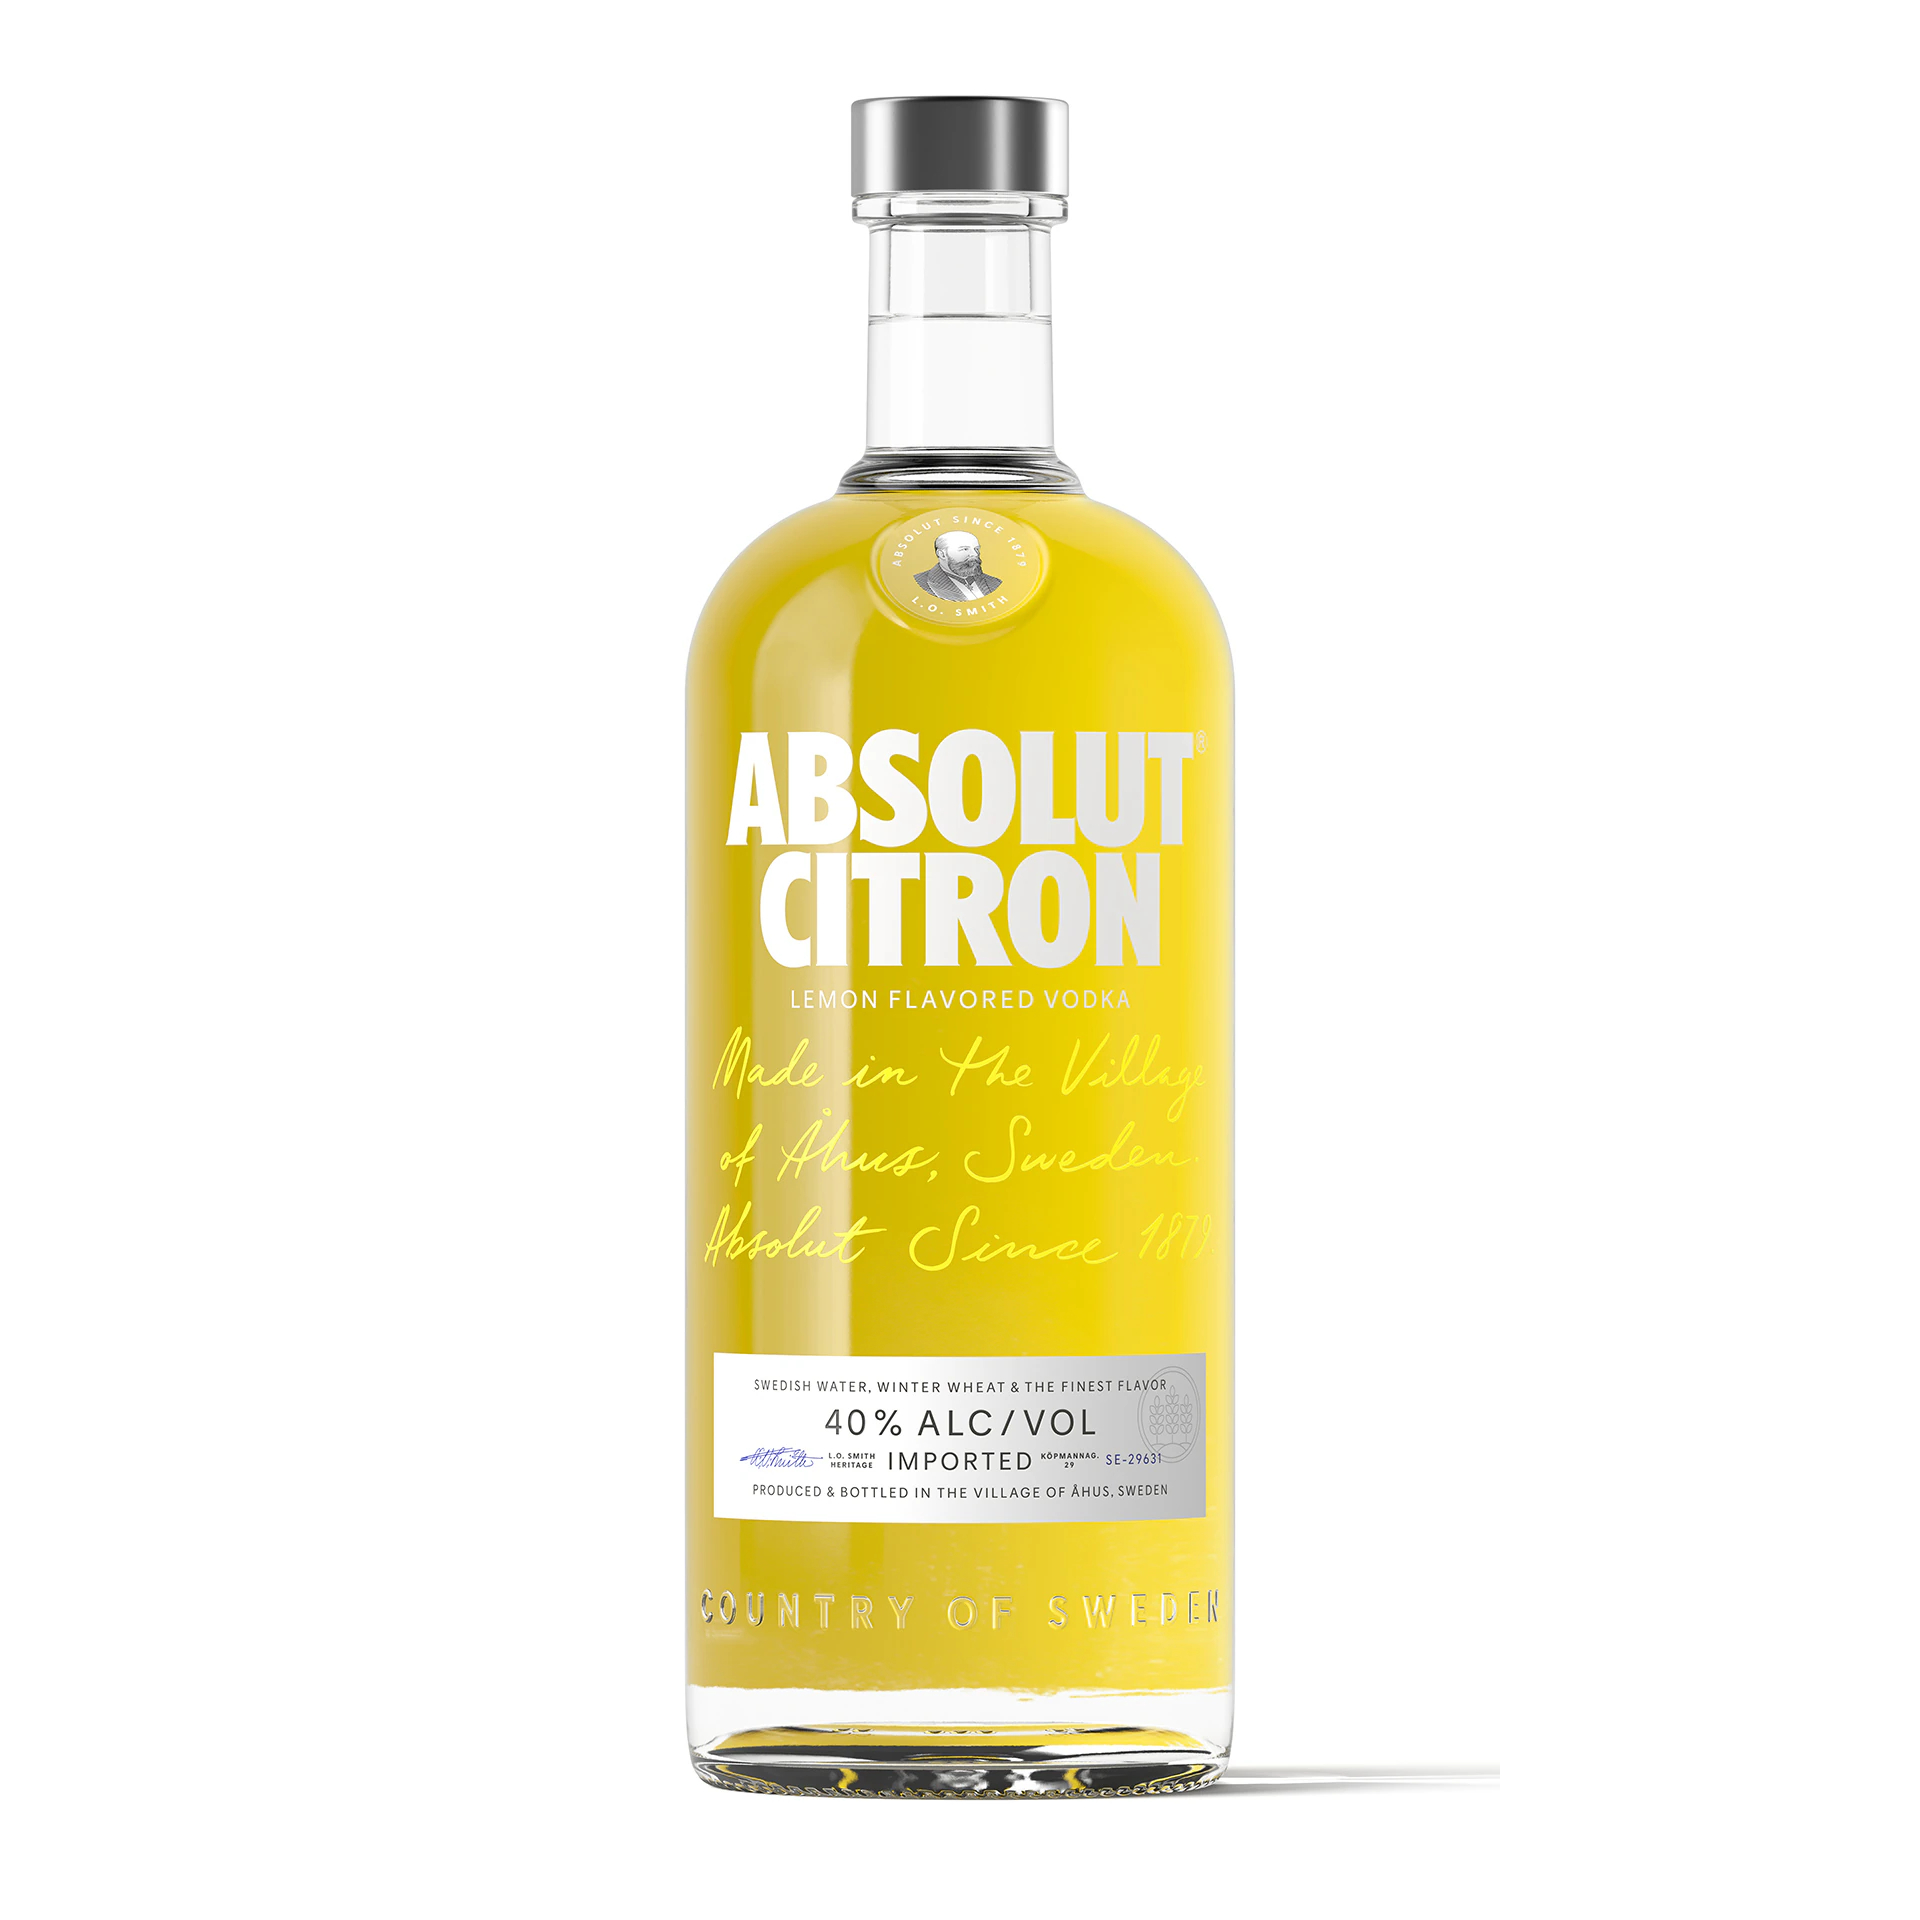 ABSOLUT SINCE 1879
L.O. SMITH
ABSOLUT®
CITRON
LEMON FLAVORED VODKA
Made in the Village
of Åhus, Sweden.
Absolut Since 1879.
SWEDISH WATER, WINTER WHEAT & THE FINEST FLAVOR
40% ALC/VOL
L.O. SMITH HERITAGE IMPORTED KÖPMANNAG. 29 SE-29631
PRODUCED & BOTTLED IN THE VILLAGE OF ÅHUS, SWEDEN
COUNTRY OF SWEDEN